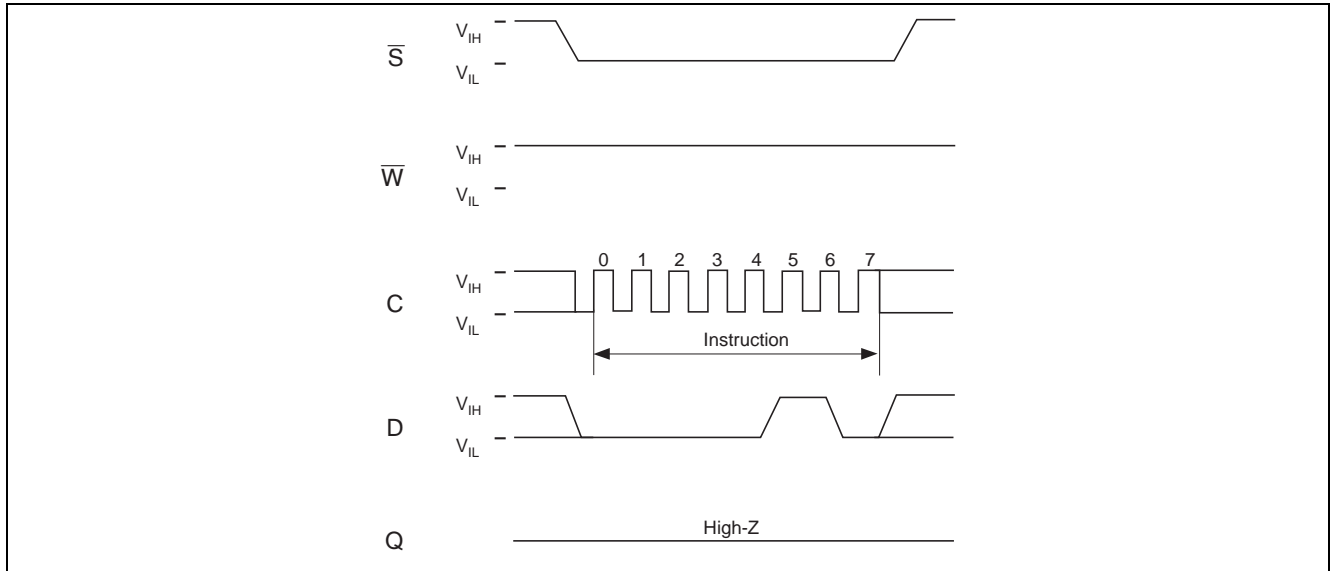 V_IH
S̅
V_IL
V_IH
W̅
V_IL
0 1 2 3 4 5 6 7
V_IH
C
V_IL
Instruction
V_IH
D
V_IL
High-Z
Q